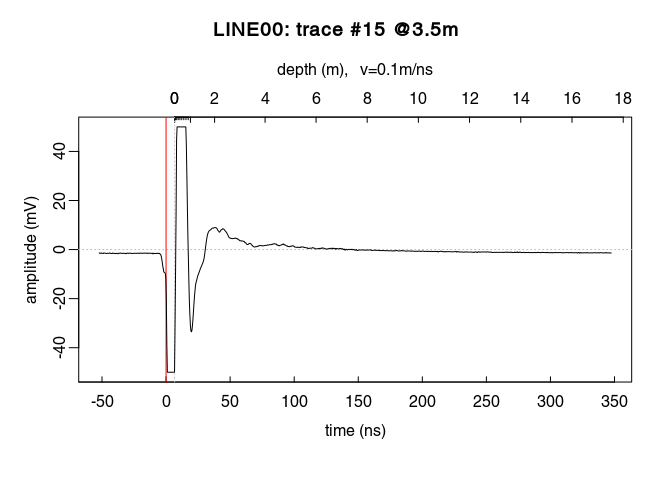 LINE00: trace #15 @3.5m
depth (m),  v=0.1m/ns
0 2 4 6 8 10 12 14 16 18
40
20
0
-20
-40
amplitude (mV)
-50 0 50 100 150 200 250 300 350
time (ns)